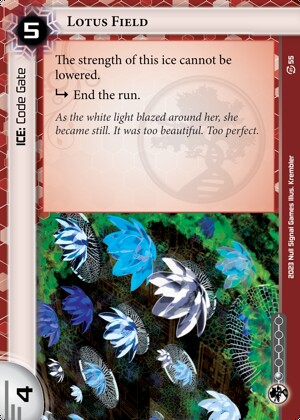 5
LOTUS FIELD
ICE: Code Gate
The strength of this ice cannot be
lowered.
↳ End the run.
As the white light blazed around her, she
became still. It was too beautiful. Too perfect.
55
2023 Null Signal Games Illus. Krembler
4